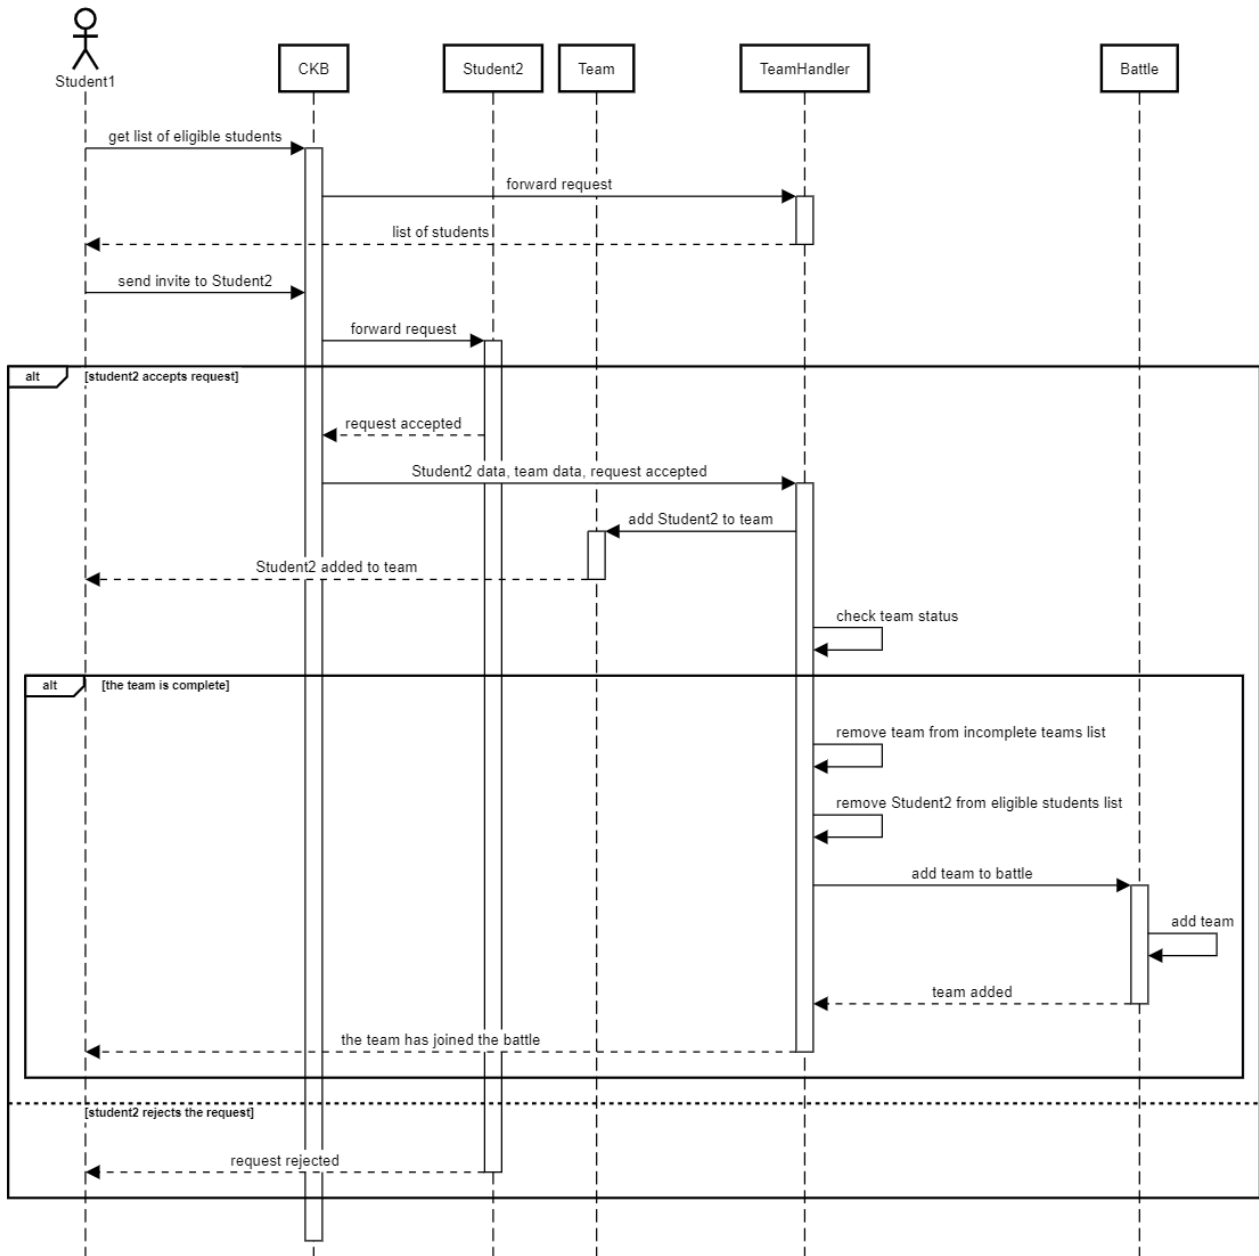 Student1
CKB
Student2
Team
TeamHandler
Battle
get list of eligible students
forward request
list of students
send invite to Student2
forward request
alt
[student2 accepts request]
request accepted
Student2 data, team data, request accepted
add Student2 to team
Student2 added to team
check team status
alt
[the team is complete]
remove team from incomplete teams list
remove Student2 from eligible students list
add team to battle
add team
team added
the team has joined the battle
[student2 rejects the request]
request rejected